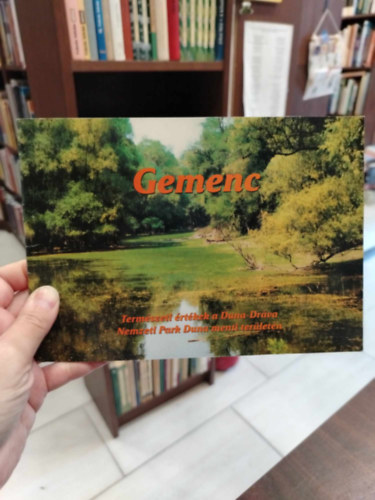 Gemenc
Természeti értékek a Duna-Dráva
Nemzeti Park Duna menti területén